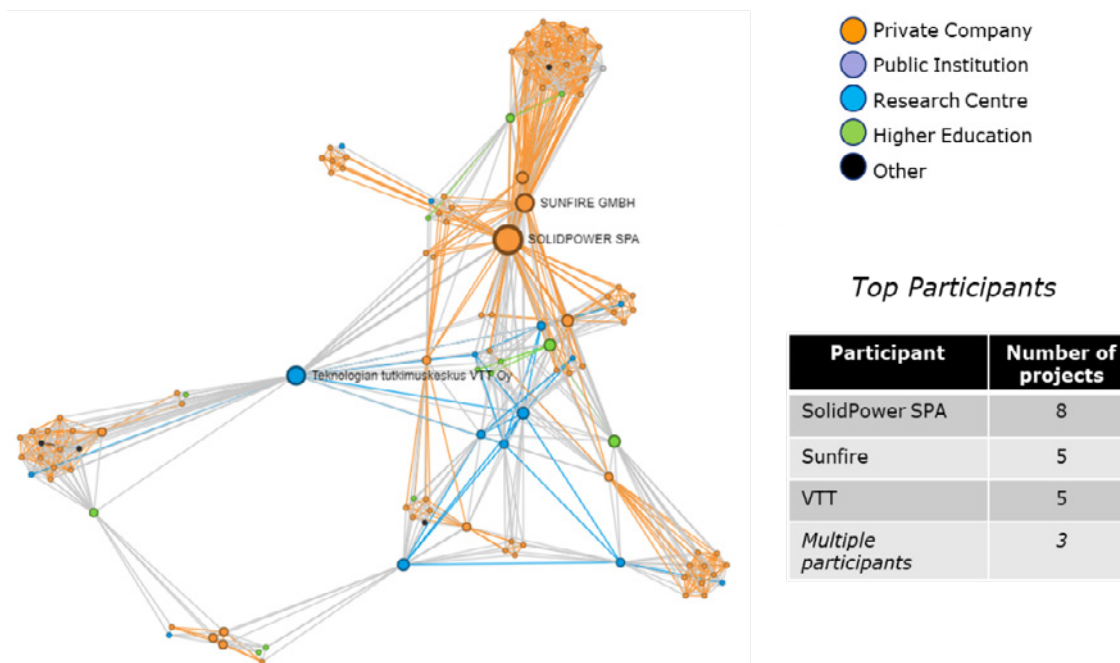 SUNFIRE GMBH
SOLIDPOWER SPA
Teknologian tutkimuskeskus VTT Oy
Private Company
Public Institution
Research Centre
Higher Education
Other
Top Participants
Participant Number of projects
SolidPower SPA 8
Sunfire 5
VTT 5
Multiple participants 3